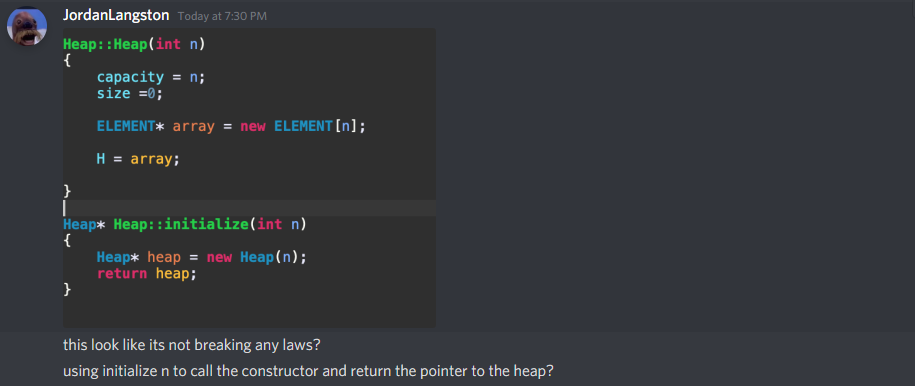 JordanLangston Today at 7:30 PM
Heap::Heap(int n)
{
capacity = n;
size =0;
ELEMENT* array = new ELEMENT[n];
H = array;
}
Heap* Heap::initialize(int n)
{
Heap* heap = new Heap(n);
return heap;
}
this look like its not breaking any laws?
using initialize n to call the constructor and return the pointer to the heap?